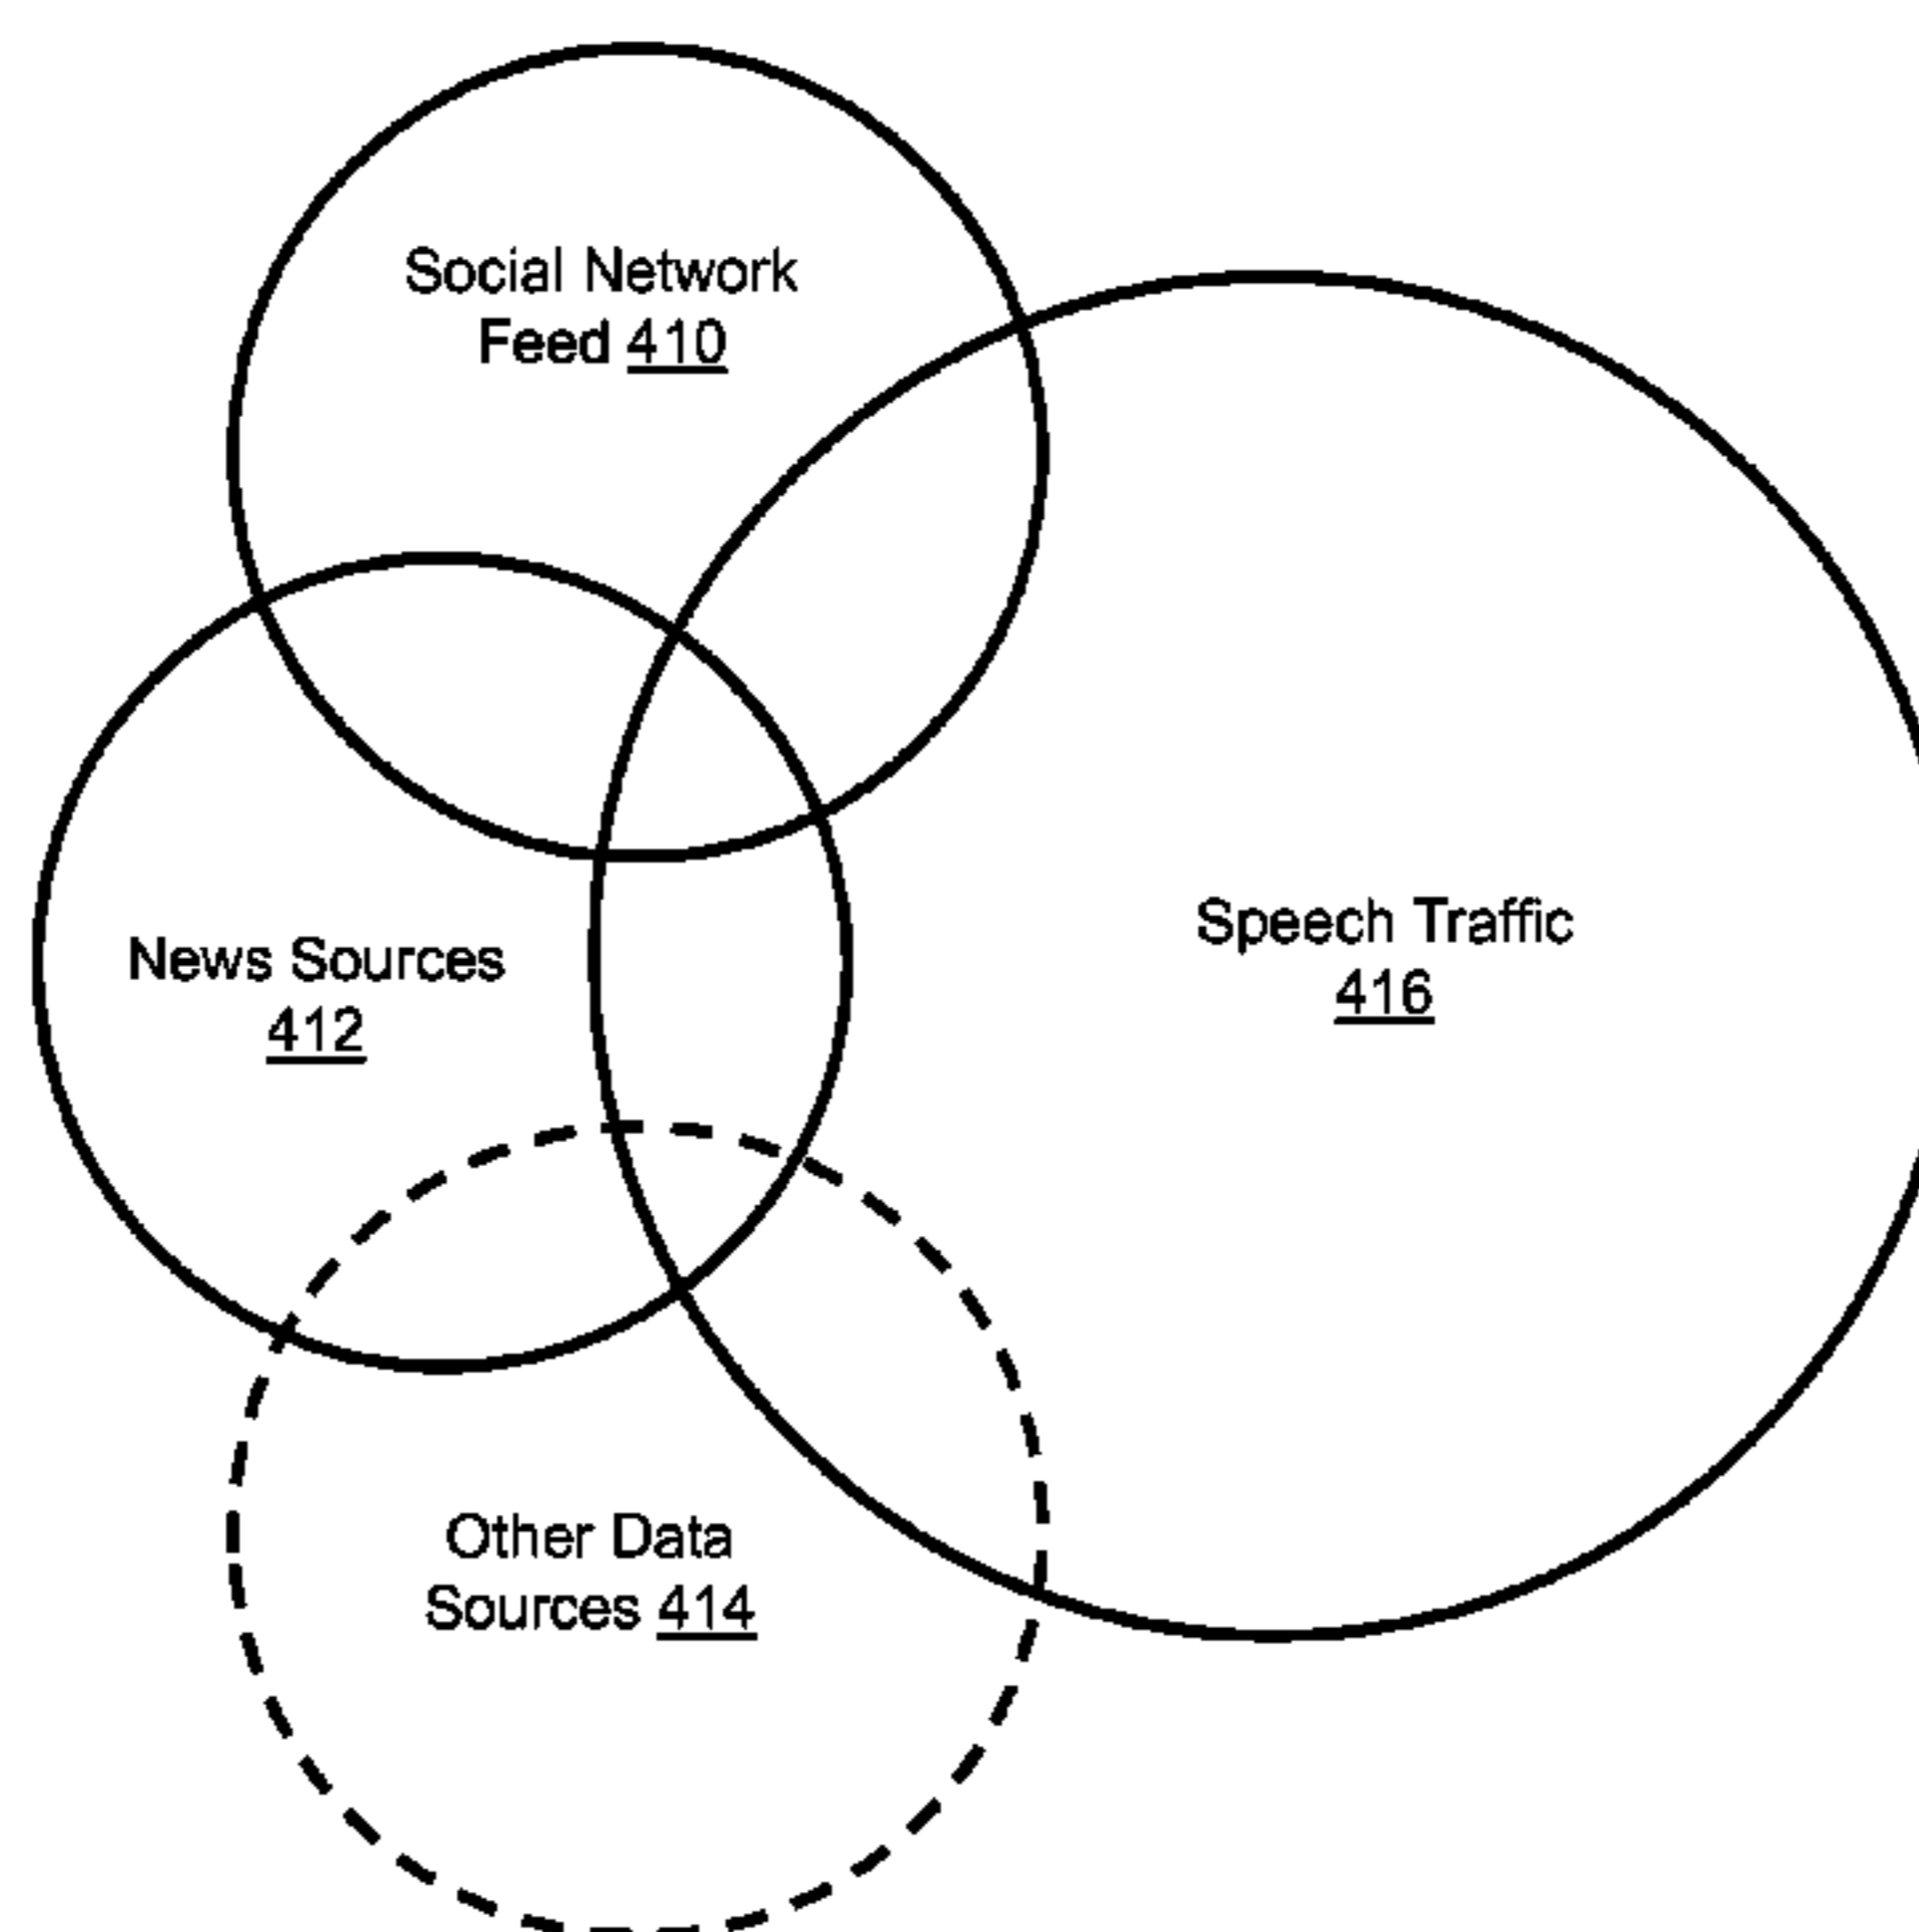 Social Network
Feed 410
Speech Traffic
416
News Sources
412
Other Data
Sources 414